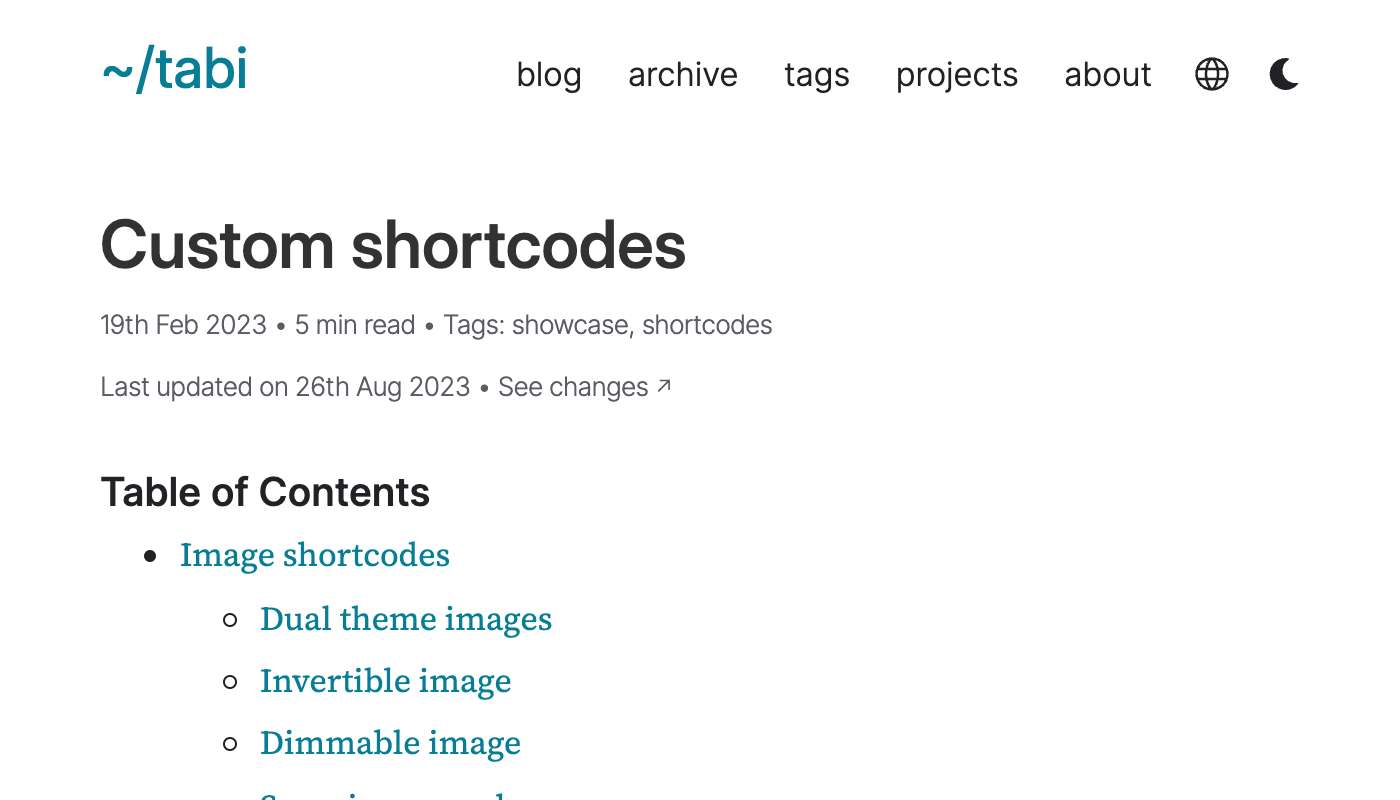 ~/tabi
blog archive tags projects about
Custom shortcodes
19th Feb 2023 • 5 min read • Tags: showcase, shortcodes
Last updated on 26th Aug 2023 • See changes ↗
Table of Contents
• Image shortcodes
○ Dual theme images
○ Invertible image
○ Dimmable image